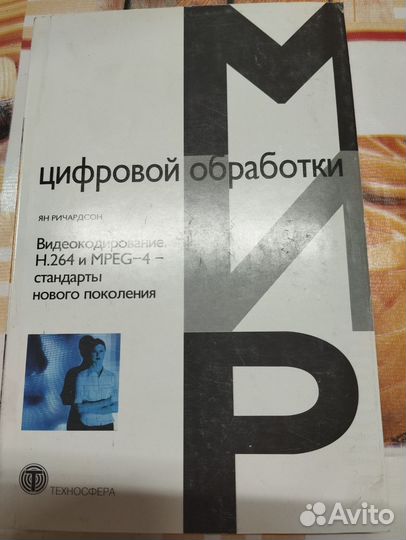 МИР
цифровой обработки
ЯН РИЧАРДСОН
Видеокодирование.
H.264 и MPEG–4 –
стандарты
нового поколения
ТЕХНОСФЕРА
Avito